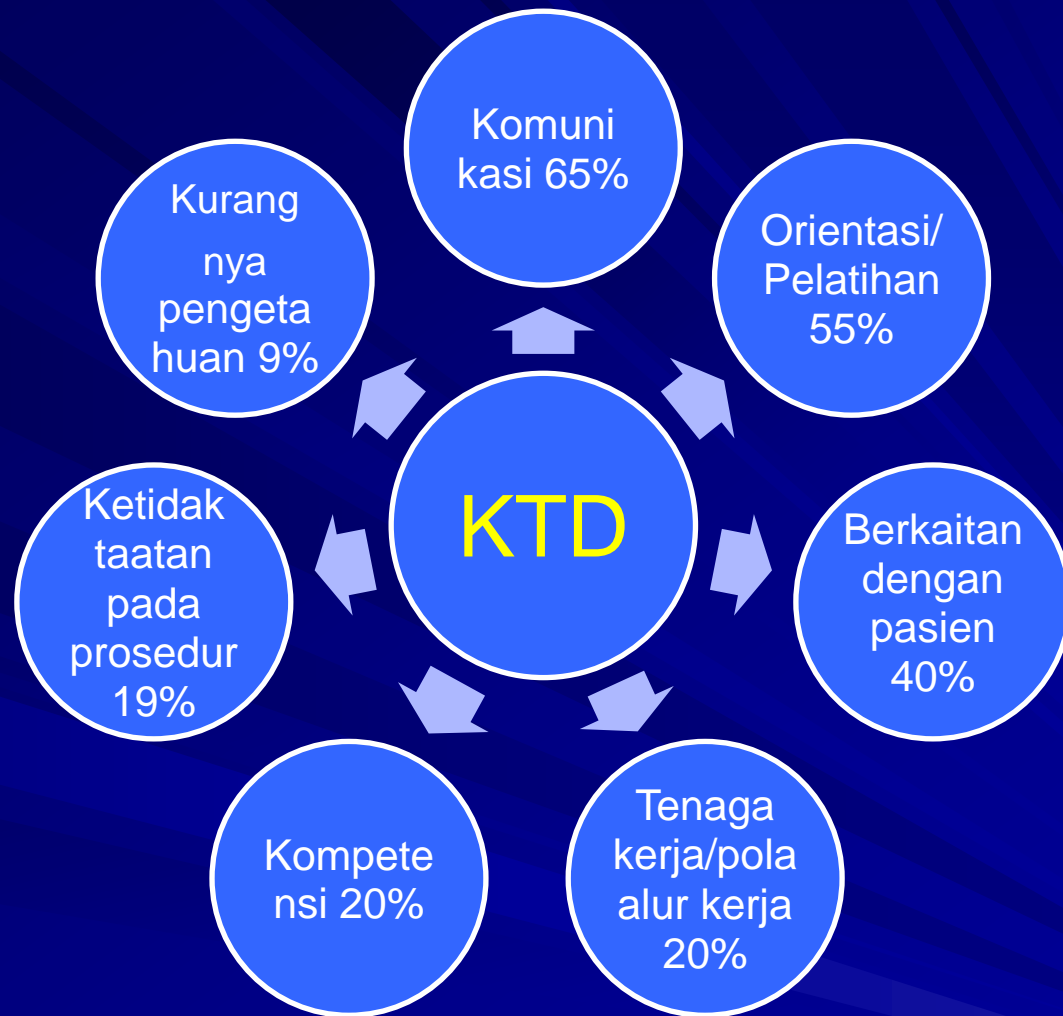 KTD
Komuni
kasi 65%
Orientasi/
Pelatihan
55%
Berkaitan
dengan
pasien
40%
Tenaga
kerja/pola
alur kerja
20%
Kompete
nsi 20%
Ketidak
taatan
pada
prosedur
19%
Kurang
nya
pengeta
huan 9%